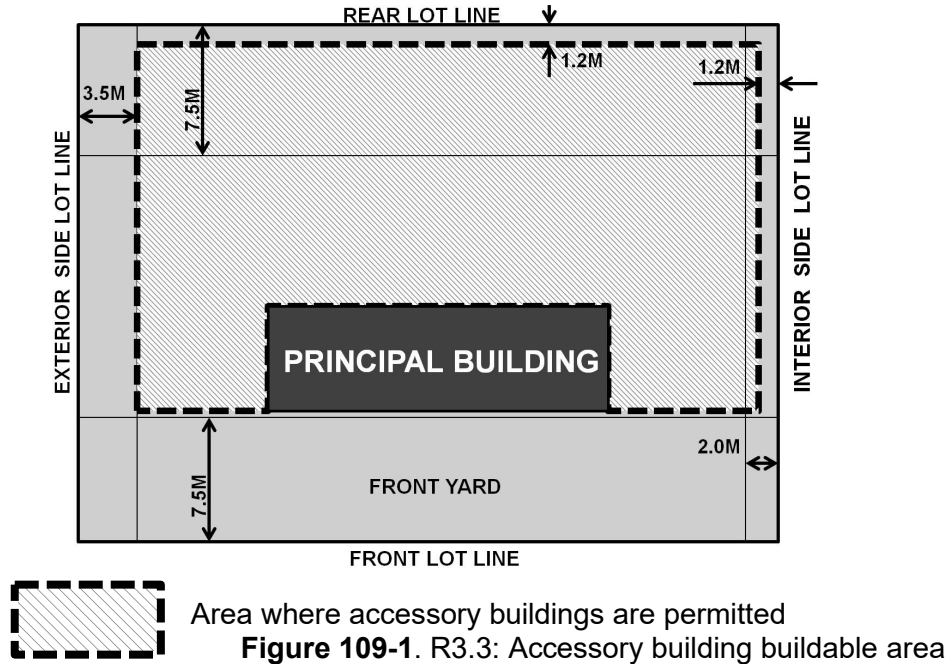 REAR LOT LINE
1.2M
1.2M
3.5M
7.5M
EXTERIOR SIDE LOT LINE
INTERIOR SIDE LOT LINE
PRINCIPAL BUILDING
2.0M
7.5M
FRONT YARD
FRONT LOT LINE
Area where accessory buildings are permitted
Figure 109-1. R3.3: Accessory building buildable area